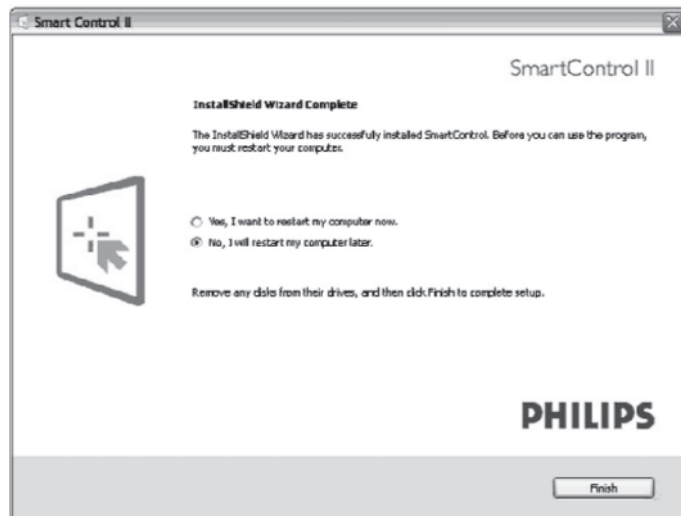 Smart Control II
SmartControl II
InstallShield Wizard Complete
The InstallShield Wizard has successfully installed SmartControl. Before you can use the program,
you must restart your computer.
Yes, I want to restart my computer now.
No, I will restart my computer later.
Remove any disks from their drives, and then click Finish to complete setup.
PHILIPS
Finish